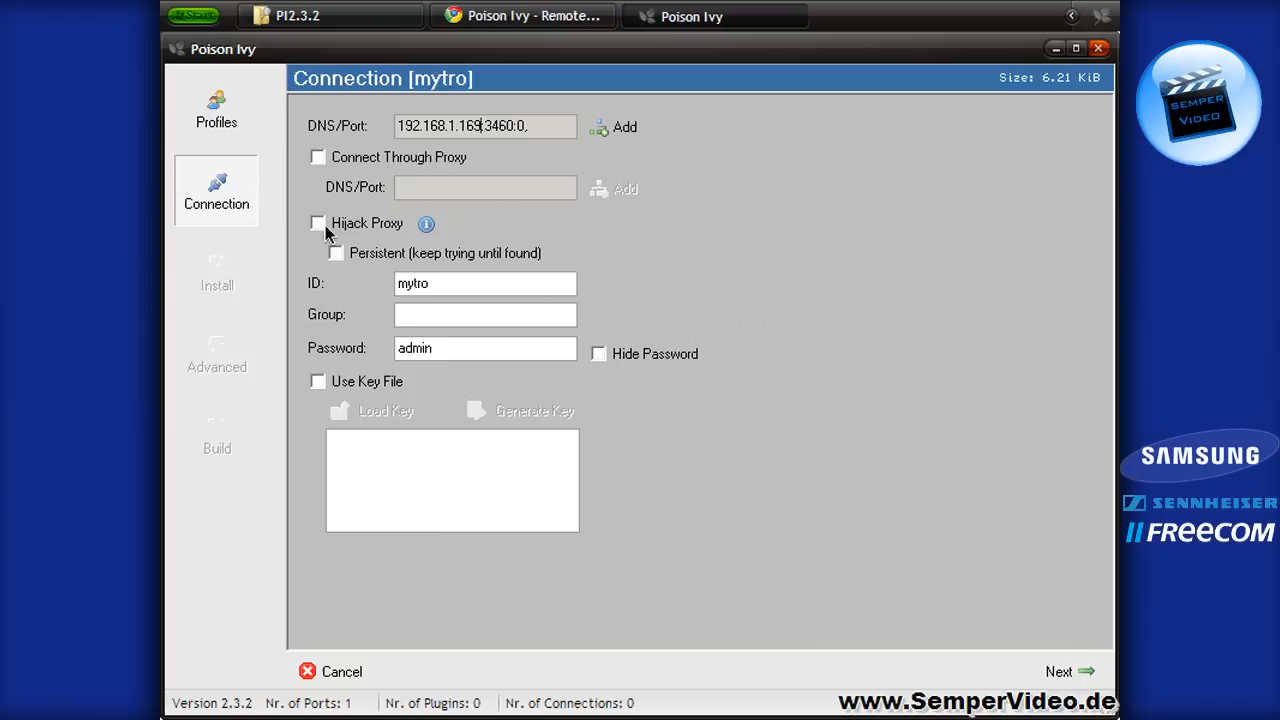 Start
PI2.3.2
Poison Ivy - Remote...
Poison Ivy
Poison Ivy
Profiles
Connection
Install
Advanced
Build
Connection [mytro]
Size: 6.21 KiB
DNS/Port: 192.168.1.169:3460:0, Add
Connect Through Proxy
DNS/Port: Add
Hijack Proxy
Persistent (keep trying until found)
ID: mytro
Group:
Password: admin
Hide Password
Use Key File
Load Key Generate Key
Cancel
Next
Version 2.3.2 Nr. of Ports: 1 Nr. of Plugins: 0 Nr. of Connections: 0
www.SemperVideo.de
SEMPER
VIDEO
SAMSUNG
SENNHEISER
FREECOM